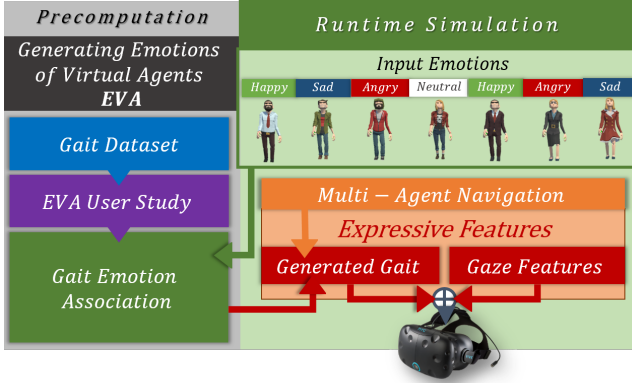 Precomputation
Generating Emotions
of Virtual Agents
EVA
Gait Dataset
EVA User Study
Gait Emotion
Association
Runtime Simulation
Input Emotions
Happy Sad Angry Neutral Happy Angry Sad
Multi − Agent Navigation
Expressive Features
Generated Gait
Gaze Features